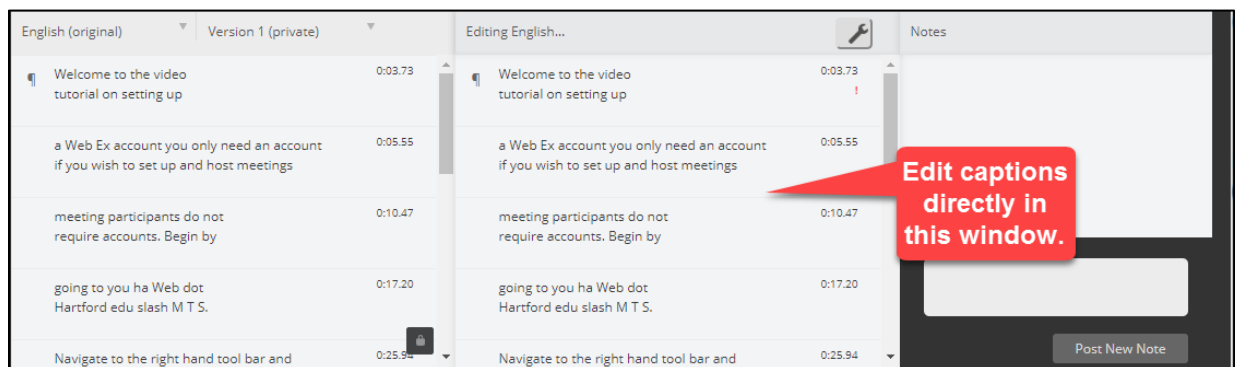 English (original)
Version 1 (private)
¶ Welcome to the video 0:03.73
tutorial on setting up
a Web Ex account you only need an account 0:05.55
if you wish to set up and host meetings
meeting participants do not 0:10.47
require accounts. Begin by
going to you ha Web dot 0:17.20
Hartford edu slash M T S.
Navigate to the right hand tool bar and 0:25.94
Editing English...
¶ Welcome to the video 0:03.73
tutorial on setting up !
a Web Ex account you only need an account 0:05.55
if you wish to set up and host meetings
meeting participants do not 0:10.47
require accounts. Begin by
going to you ha Web dot 0:17.20
Hartford edu slash M T S.
Navigate to the right hand tool bar and 0:25.94
Edit captions
directly in
this window.
Notes
Post New Note